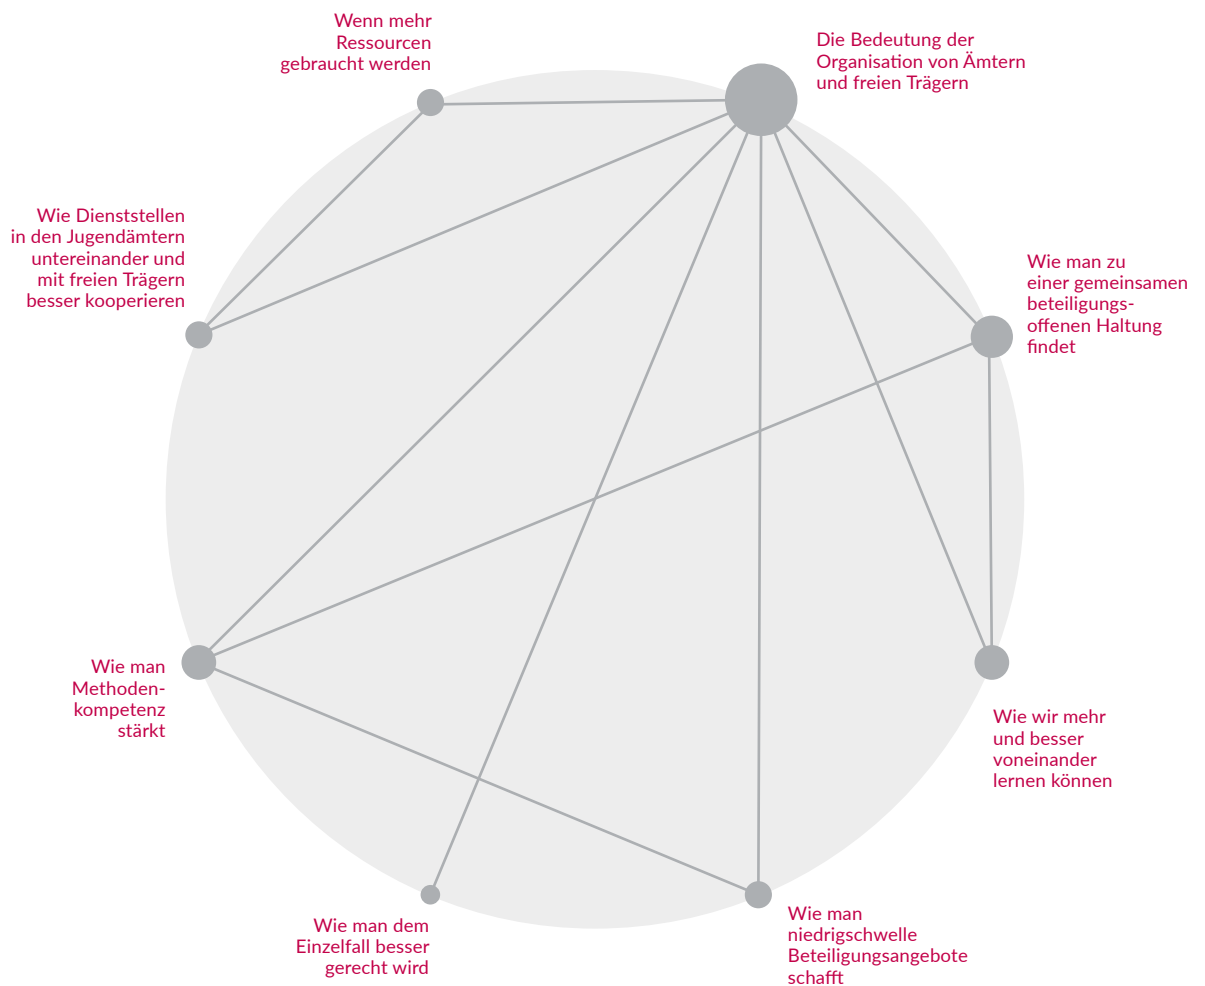 Wenn mehr
Ressourcen
gebraucht werden
Die Bedeutung der
Organisation von Ämtern
und freien Trägern
Wie Dienststellen
in den Jugendämtern
untereinander und
mit freien Trägern
besser kooperieren
Wie man zu
einer gemeinsamen
beteiligungs-
offenen Haltung
findet
Wie man
Methoden-
kompetenz
stärkt
Wie wir mehr
und besser
voneinander
lernen können
Wie man dem
Einzelfall besser
gerecht wird
Wie man
niedrigschwelle
Beteiligungsangebote
schafft